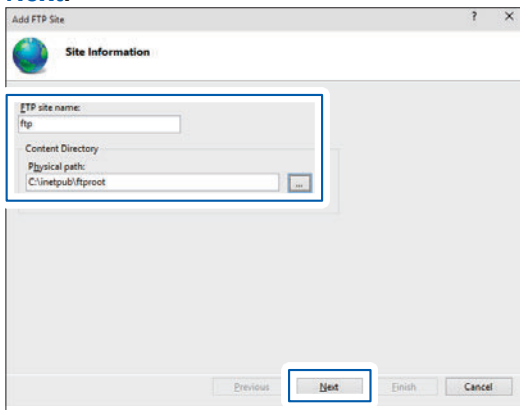 Add FTP Site ? X
Site Information
FTP site name:
ftp
Content Directory
Physical path:
C:\inetpub\ftproot
...
Previous Next Finish Cancel